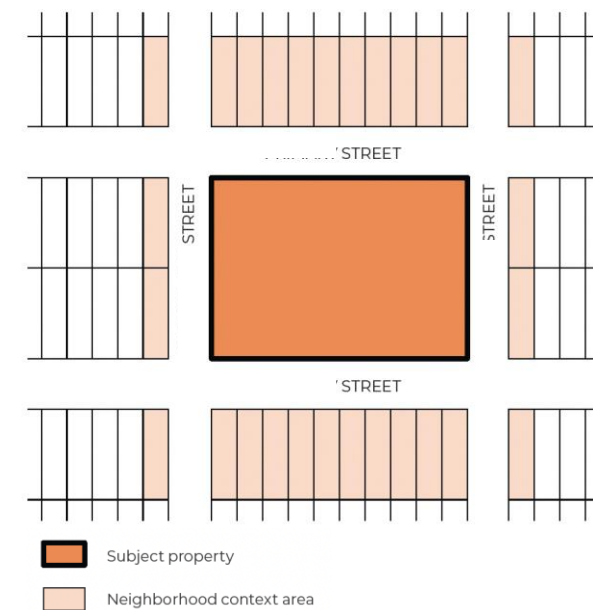 STREET
STREET
STREET
STREET
Subject property
Neighborhood context area